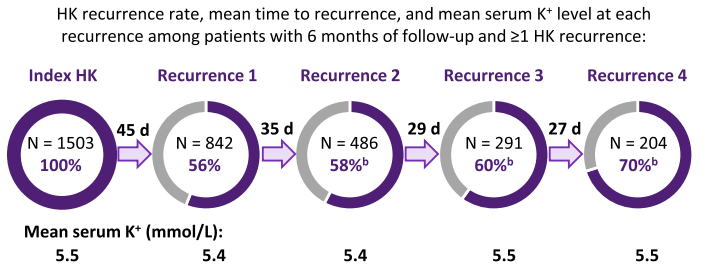 HK recurrence rate, mean time to recurrence, and mean serum K⁺ level at each
recurrence among patients with 6 months of follow-up and ≥1 HK recurrence:
Index HK Recurrence 1 Recurrence 2 Recurrence 3 Recurrence 4
45 d 35 d 29 d 27 d
N = 1503 N = 842 N = 486 N = 291 N = 204
100% 56% 58%ᵇ 60%ᵇ 70%ᵇ
Mean serum K⁺ (mmol/L):
5.5 5.4 5.4 5.5 5.5